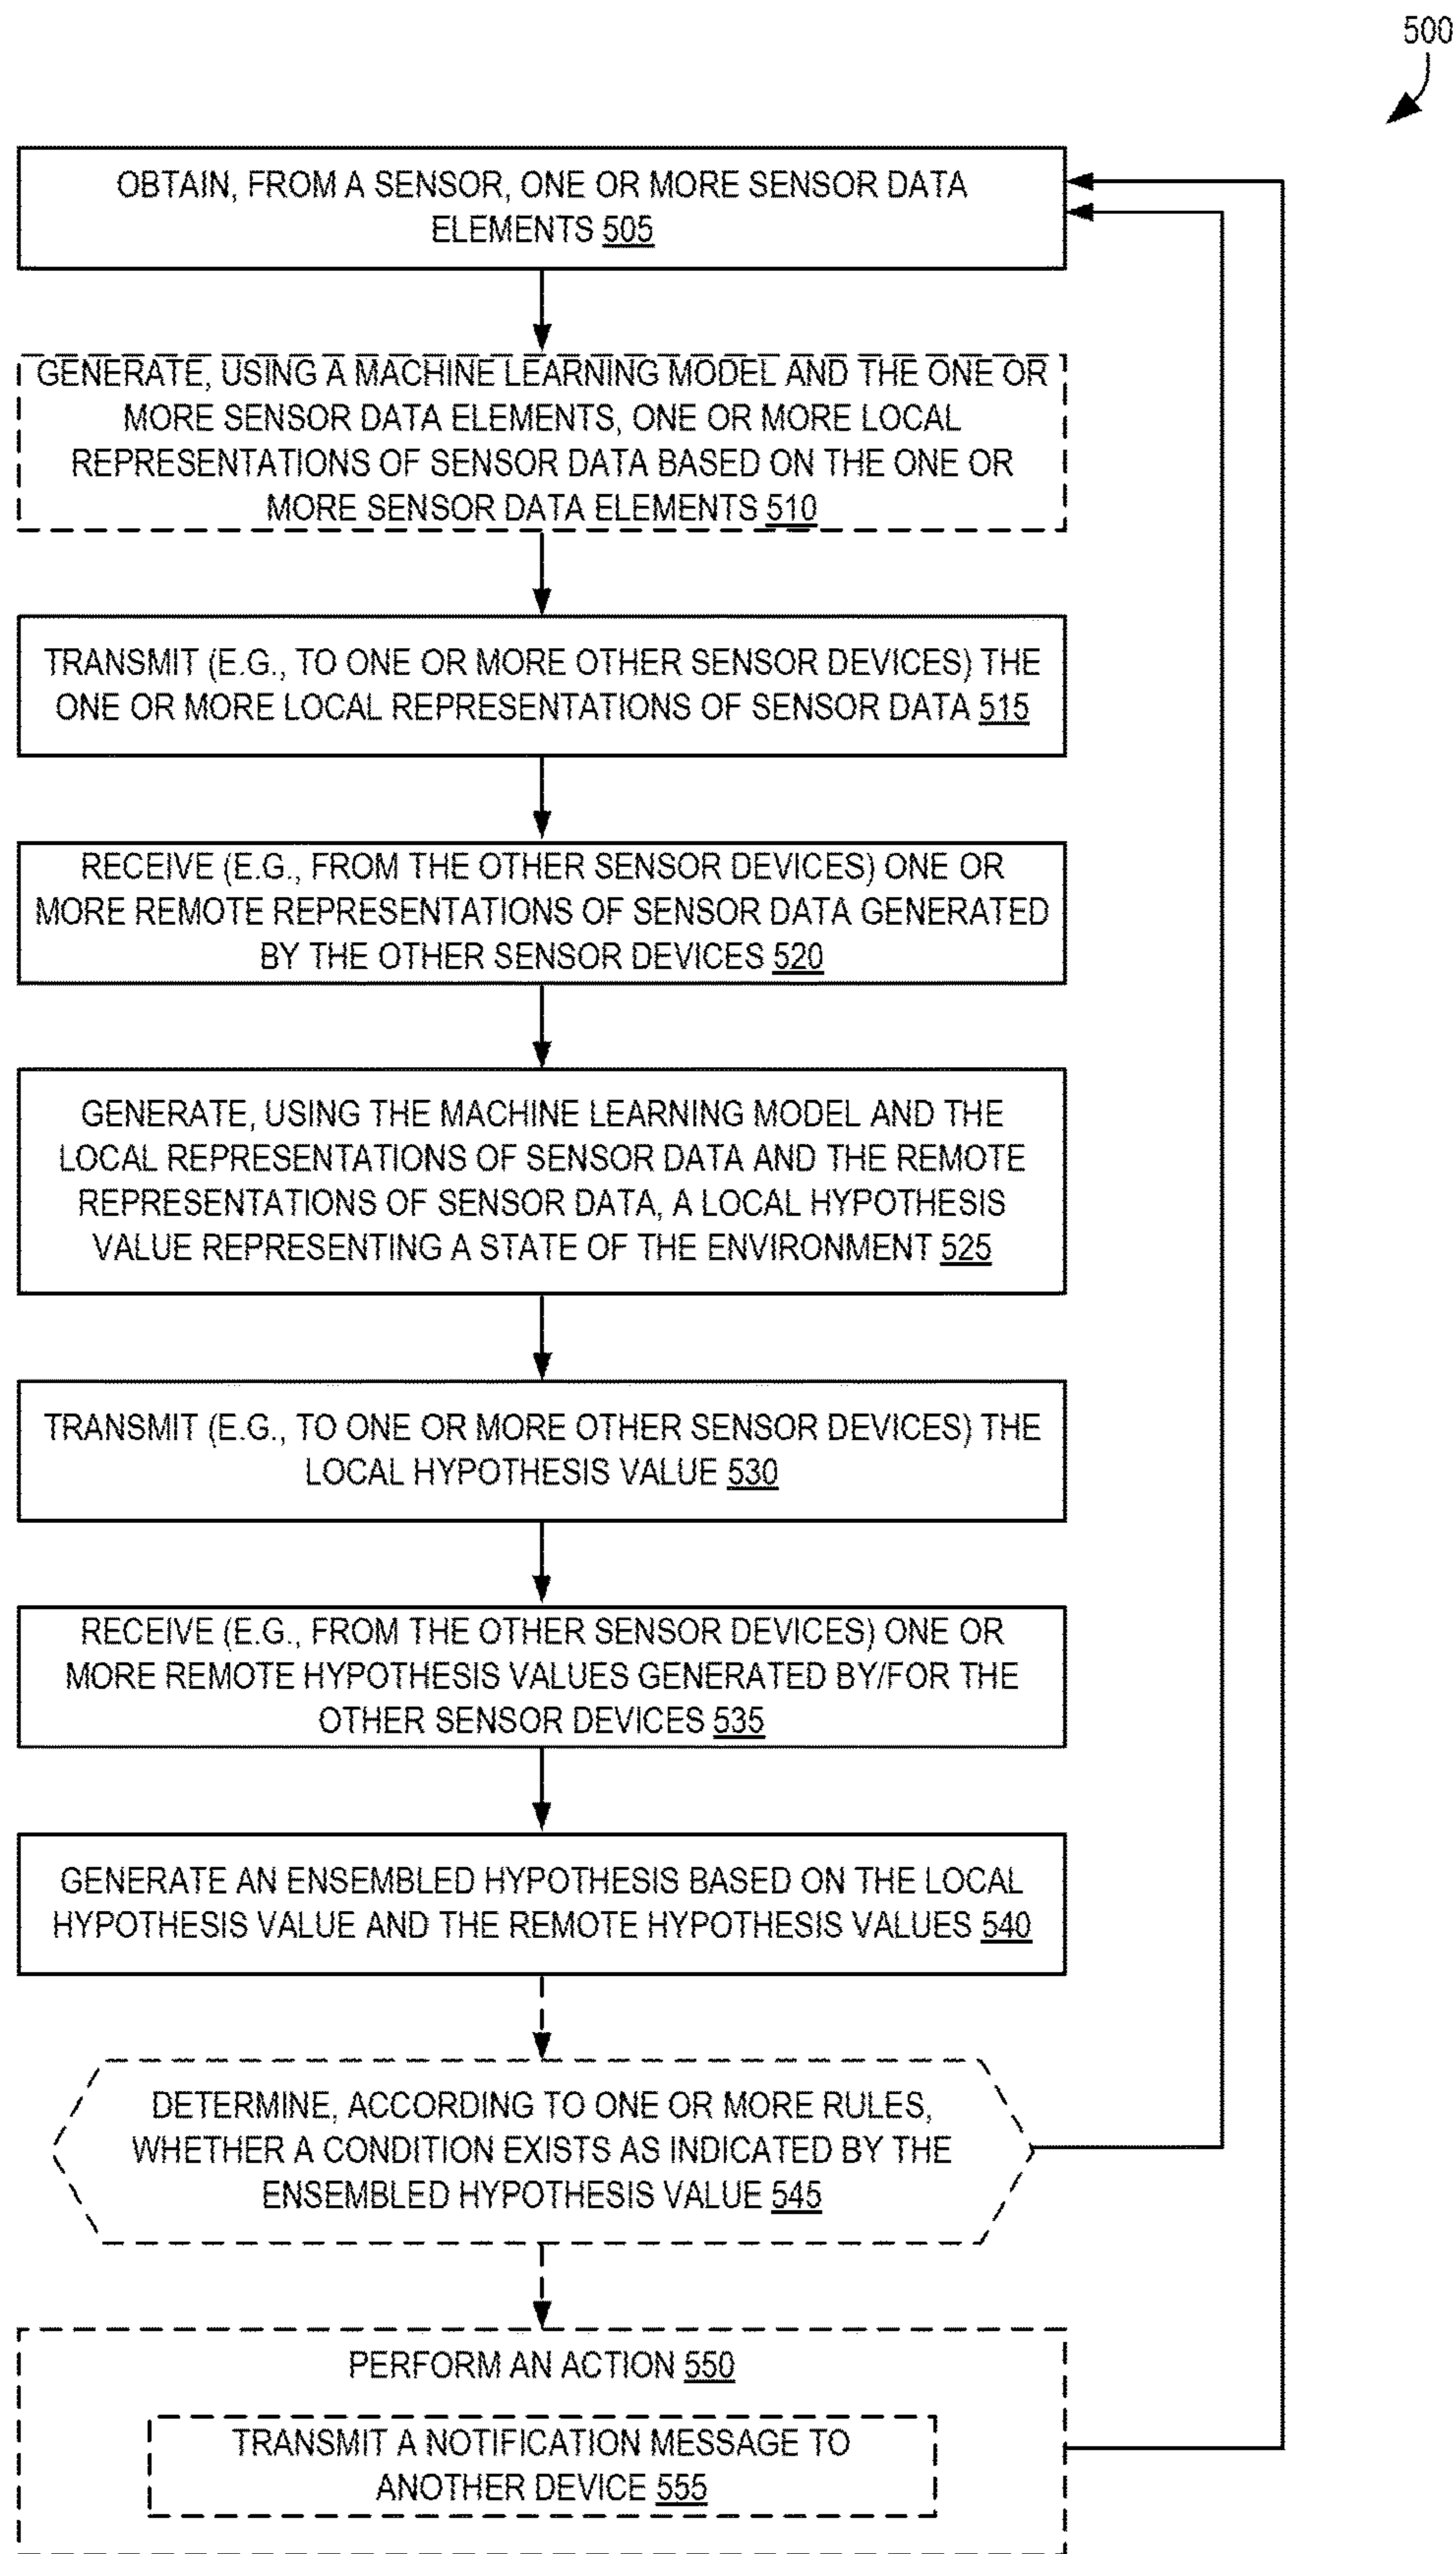 500
OBTAIN, FROM A SENSOR, ONE OR MORE SENSOR DATA
ELEMENTS 505
GENERATE, USING A MACHINE LEARNING MODEL AND THE ONE OR
MORE SENSOR DATA ELEMENTS, ONE OR MORE LOCAL
REPRESENTATIONS OF SENSOR DATA BASED ON THE ONE OR
MORE SENSOR DATA ELEMENTS 510
TRANSMIT (E.G., TO ONE OR MORE OTHER SENSOR DEVICES) THE
ONE OR MORE LOCAL REPRESENTATIONS OF SENSOR DATA 515
RECEIVE (E.G., FROM THE OTHER SENSOR DEVICES) ONE OR
MORE REMOTE REPRESENTATIONS OF SENSOR DATA GENERATED
BY THE OTHER SENSOR DEVICES 520
GENERATE, USING THE MACHINE LEARNING MODEL AND THE
LOCAL REPRESENTATIONS OF SENSOR DATA AND THE REMOTE
REPRESENTATIONS OF SENSOR DATA, A LOCAL HYPOTHESIS
VALUE REPRESENTING A STATE OF THE ENVIRONMENT 525
TRANSMIT (E.G., TO ONE OR MORE OTHER SENSOR DEVICES) THE
LOCAL HYPOTHESIS VALUE 530
RECEIVE (E.G., FROM THE OTHER SENSOR DEVICES) ONE OR
MORE REMOTE HYPOTHESIS VALUES GENERATED BY/FOR THE
OTHER SENSOR DEVICES 535
GENERATE AN ENSEMBLED HYPOTHESIS BASED ON THE LOCAL
HYPOTHESIS VALUE AND THE REMOTE HYPOTHESIS VALUES 540
DETERMINE, ACCORDING TO ONE OR MORE RULES,
WHETHER A CONDITION EXISTS AS INDICATED BY THE
ENSEMBLED HYPOTHESIS VALUE 545
PERFORM AN ACTION 550
TRANSMIT A NOTIFICATION MESSAGE TO
ANOTHER DEVICE 555